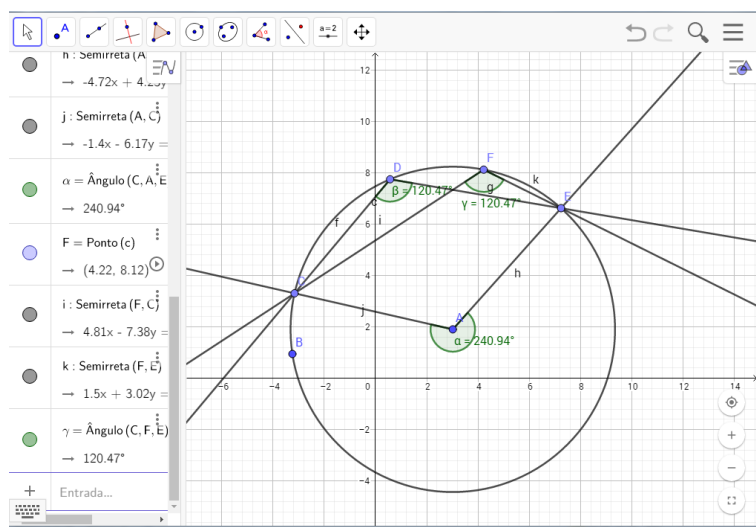 A
a=2
h : Semirreta (A
→ -4.72x + 4.23y
j : Semirreta (A, C)
→ -1.4x - 6.17y =
α = Ângulo (C, A, E
→ 240.94°
F = Ponto (c)
→ (4.22, 8.12)
i : Semirreta (F, C)
→ 4.81x - 7.38y =
k : Semirreta (F, E)
→ 1.5x + 3.02y =
γ = Ângulo (C, F, E)
→ 120.47°
+ Entrada...
12
10
8
6
4
2
0
-2
-4
-6 -4 -2 2 4 6 8 10 12 14
D
F
k
β = 120.47°
g
E
γ = 120.47°
f
i
h
j
A
α = 240.94°
B